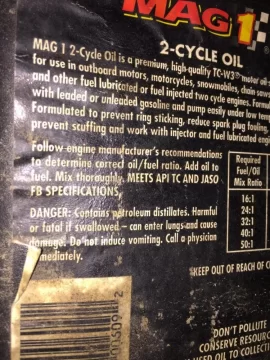 MAG 1
2-CYCLE OIL
MAG 1 2-Cycle Oil is a premium, high-quality TC-W3 motor oil
for use in outboard motors, motorcycles, snowmobiles, chain saws
and other fuel lubricated or fuel injected two cycle engines.
with leaded or unleaded gasoline and pump easily under low
Formulated to prevent ring sticking, reduce spark plug fouling,
prevent scuffing and work with injector and fuel lubricated
Follow engine manufacturer's recommendations
to determine correct oil/fuel ratio. Add oil to
fuel. Mix thoroughly. MEETS API TC AND JASO
FB SPECIFICATIONS.
DANGER: Contains petroleum distillates. Harmful
or fatal if swallowed - can enter lungs and cause
damage. Do not induce vomiting. Call a physician
mediately.
Required
Fuel/Oil
Mix Ratio
16:1
24:1
32:1
40:1
50:1
KEEP OUT OF REACH OF
DON'T POLLUTE
CONSERVE
OIL TO